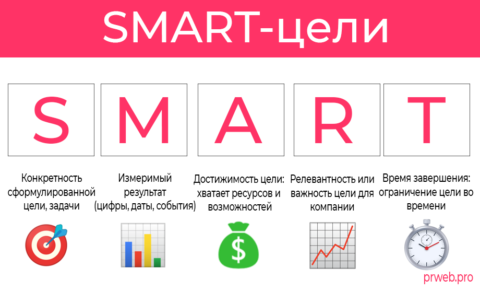 SMART-цели
S M A R T
Конкретность
сформулированной
цели, задачи
Измеримый
результат
(цифры, даты, события)
Достижимость цели:
хватает ресурсов и
возможностей
Релевантность или
важность цели для
компании
Время завершения:
ограничение цели во
времени
$
prweb.pro